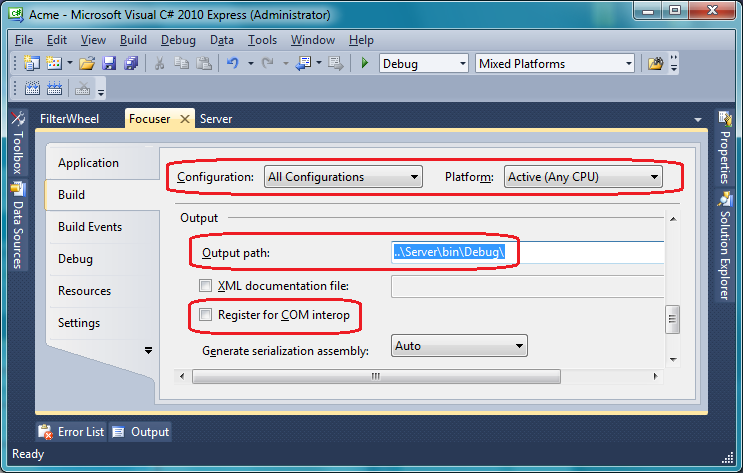 Acme - Microsoft Visual C# 2010 Express (Administrator)
File Edit View Build Debug Data Tools Window Help
Debug Mixed Platforms
FilterWheel Focuser Server
Toolbox
Data Sources
Properties
Solution Explorer
Application
Build
Build Events
Debug
Resources
Settings
Configuration: All Configurations Platform: Active (Any CPU)
Output
Output path: ..\Server\bin\Debug\
XML documentation file:
Register for COM interop
Generate serialization assembly: Auto
Error List Output
Ready